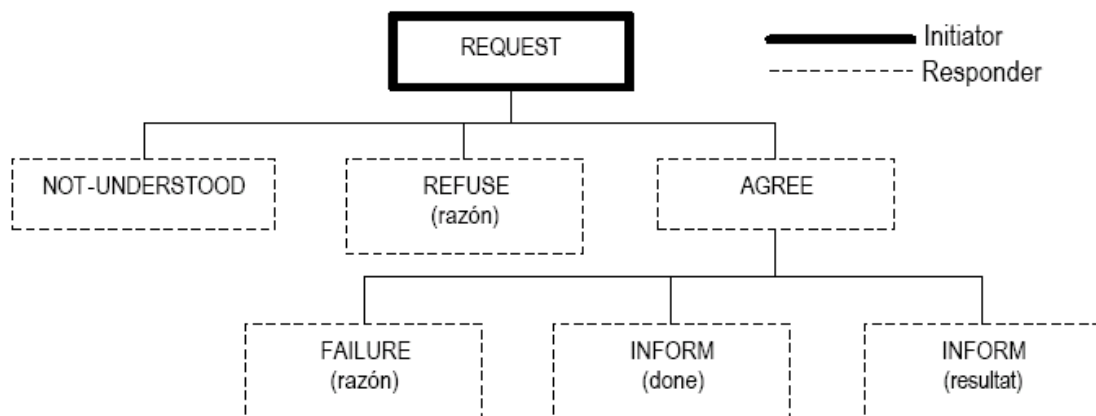 REQUEST
Initiator
Responder
NOT-UNDERSTOOD
REFUSE
(razón)
AGREE
FAILURE
(razón)
INFORM
(done)
INFORM
(resultat)